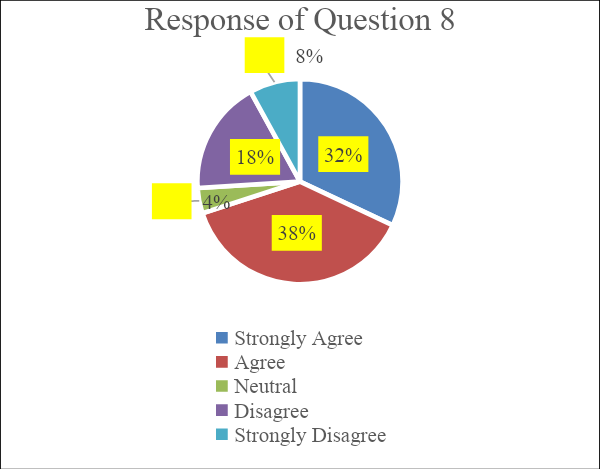 Response of Question 8
8%
32%
18%
4%
38%
Strongly Agree
Agree
Neutral
Disagree
Strongly Disagree